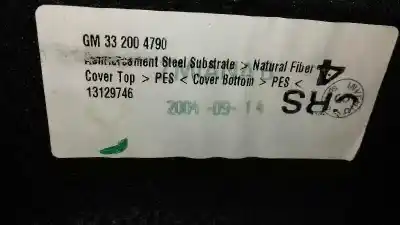 GM 33 200 4790
Reinforcement Steel Substrate > Natural Fiber
Cover Top > PES < Cover Bottom > PES <
13129746
2004 -09- 14
4
CRS